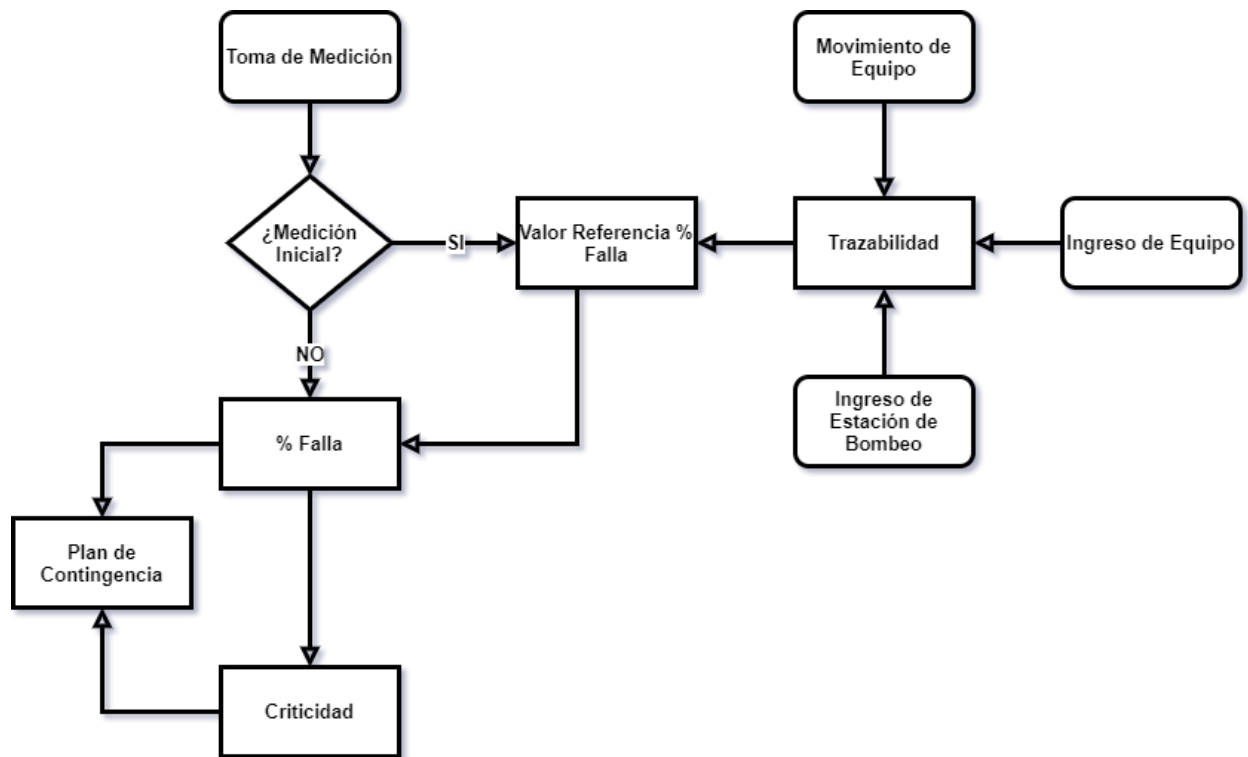 Toma de Medición
Movimiento de
Equipo
¿Medición
Inicial?
SI
Valor Referencia %
Falla
Trazabilidad
Ingreso de Equipo
NO
Ingreso de
Estación de
Bombeo
% Falla
Plan de
Contingencia
Criticidad